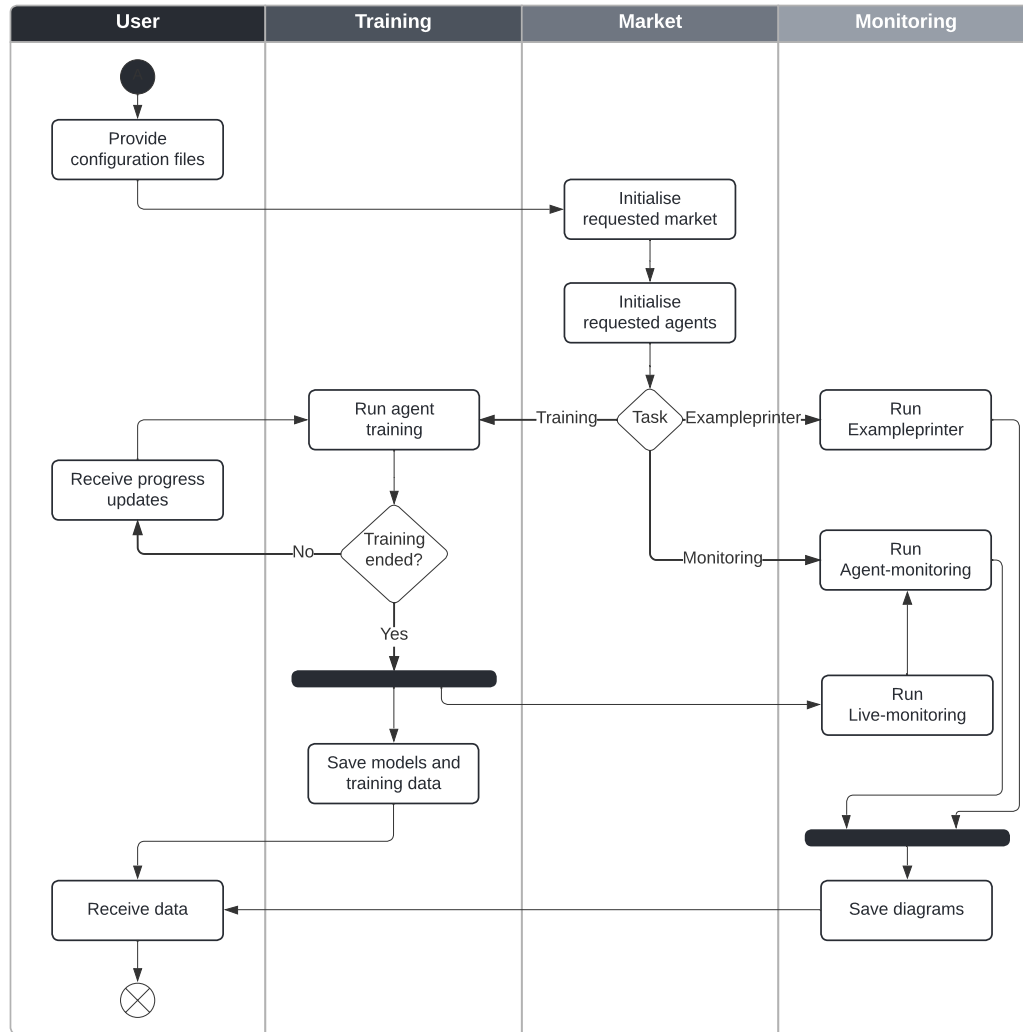 User
Training
Market
Monitoring
Provide
configuration files
Initialise
requested market
Initialise
requested agents
Run agent
training
Training
Task
Exampleprinter
Run
Exampleprinter
Receive progress
updates
No
Training
ended?
Monitoring
Run
Agent-monitoring
Yes
Run
Live-monitoring
Save models and
training data
Receive data
Save diagrams